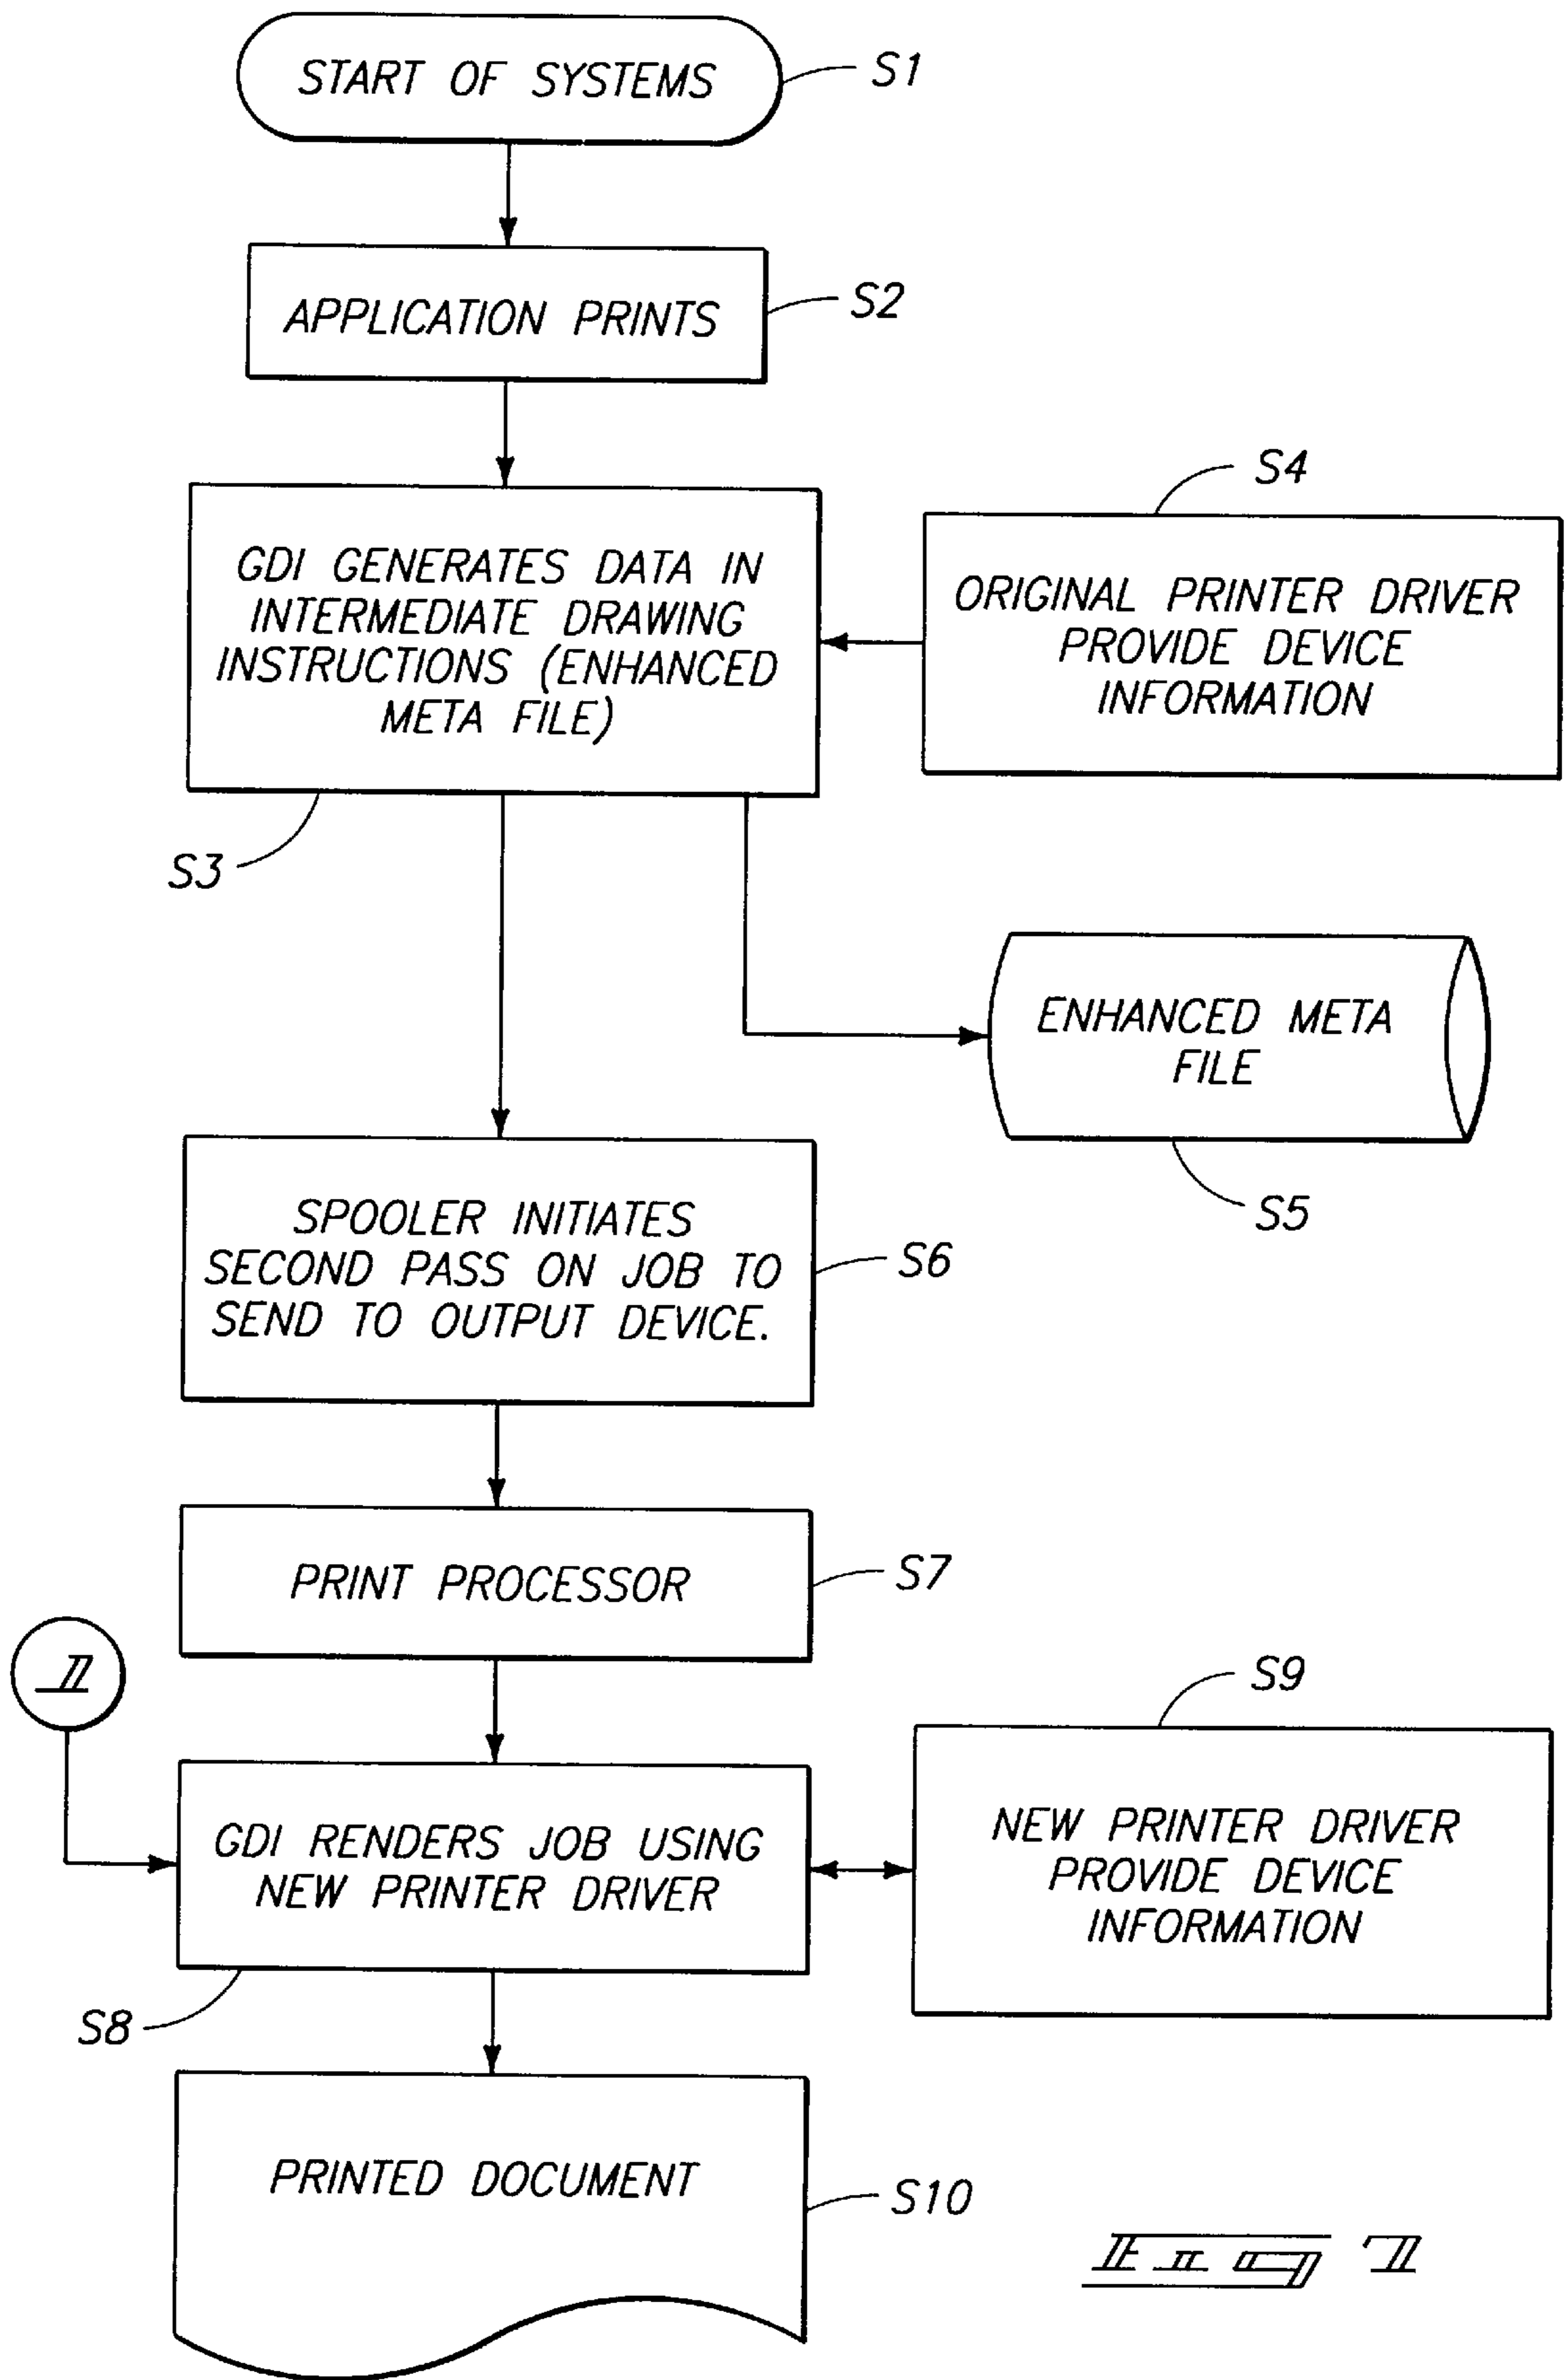 START OF SYSTEMS
S1
APPLICATION PRINTS
S2
GDI GENERATES DATA IN
INTERMEDIATE DRAWING
INSTRUCTIONS (ENHANCED
META FILE)
S3
S4
ORIGINAL PRINTER DRIVER
PROVIDE DEVICE
INFORMATION
ENHANCED META
FILE
S5
SPOOLER INITIATES
SECOND PASS ON JOB TO
SEND TO OUTPUT DEVICE.
S6
PRINT PROCESSOR
S7
GDI RENDERS JOB USING
NEW PRINTER DRIVER
S8
S9
NEW PRINTER DRIVER
PROVIDE DEVICE
INFORMATION
PRINTED DOCUMENT
S10
FIG 7